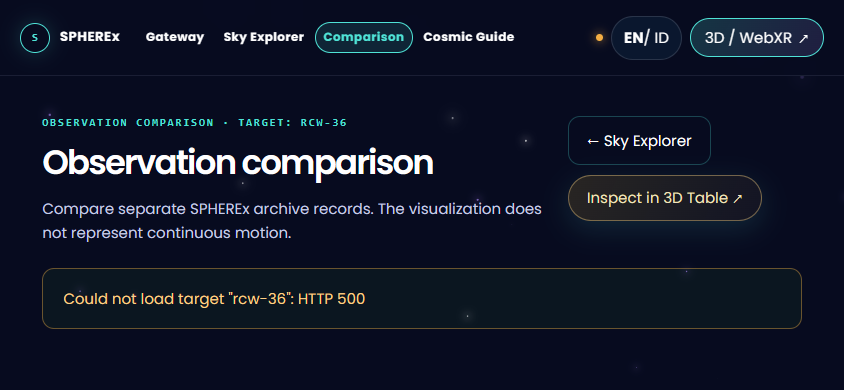 S SPHEREx Gateway Sky Explorer Comparison Cosmic Guide EN/ ID 3D / WebXR ↗
OBSERVATION COMPARISON · TARGET: RCW-36
Observation comparison
Compare separate SPHEREx archive records. The visualization does
not represent continuous motion.
← Sky Explorer
Inspect in 3D Table ↗
Could not load target "rcw-36": HTTP 500